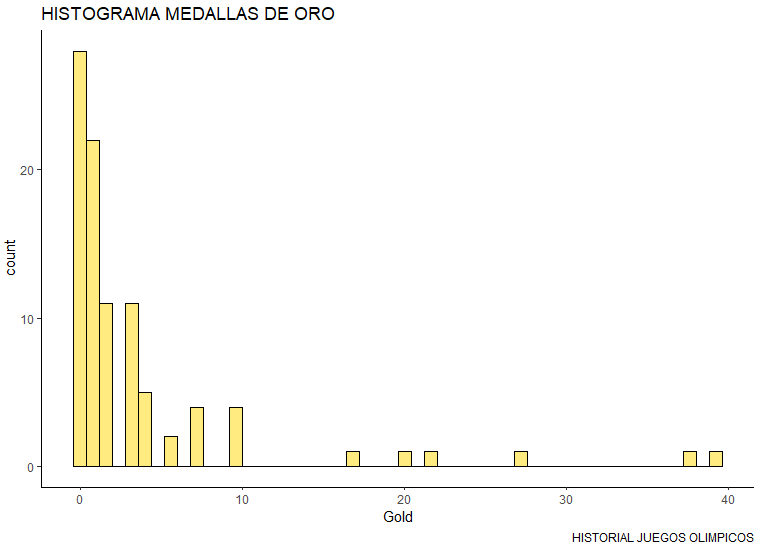 HISTOGRAMA MEDALLAS DE ORO
20
10
0
count
0 10 20 30 40
Gold
HISTORIAL JUEGOS OLIMPICOS